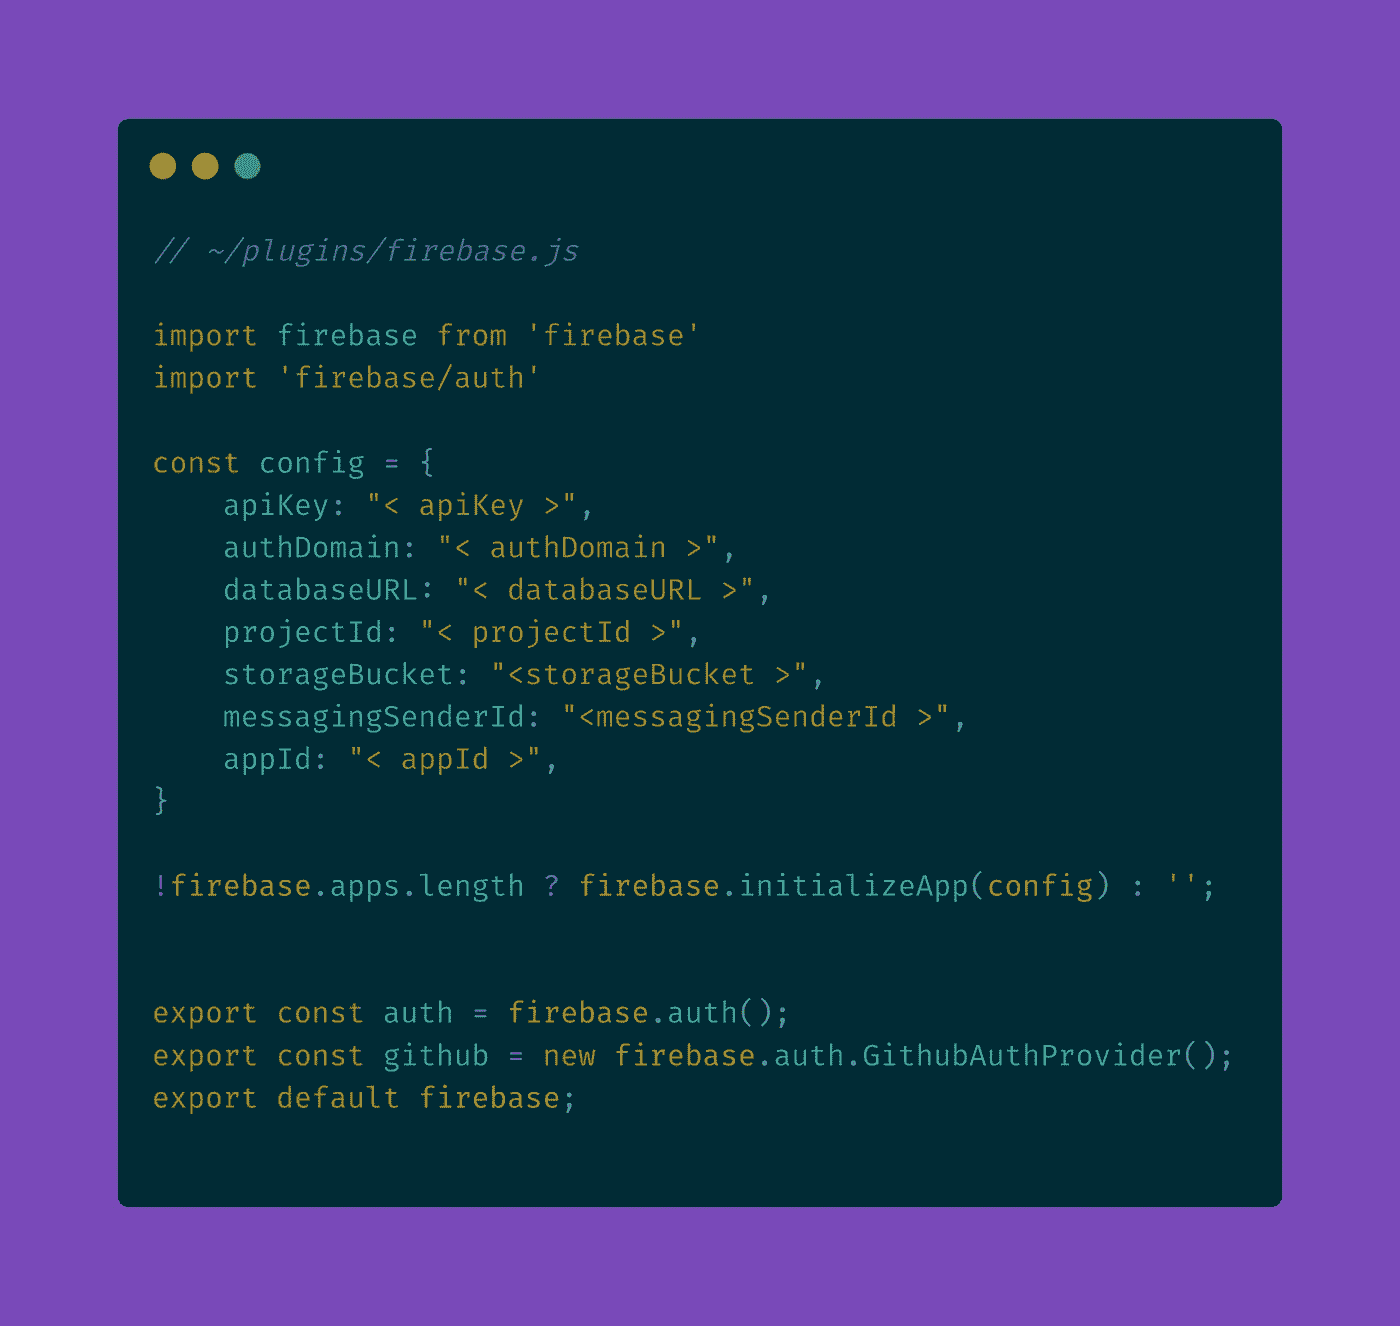 // ~/plugins/firebase.js
import firebase from 'firebase'
import 'firebase/auth'
const config = {
    apiKey: "< apiKey >",
    authDomain: "< authDomain >",
    databaseURL: "< databaseURL >",
    projectId: "< projectId >",
    storageBucket: "<storageBucket >",
    messagingSenderId: "<messagingSenderId >",
    appId: "< appId >",
}
!firebase.apps.length ? firebase.initializeApp(config) : '';
export const auth = firebase.auth();
export const github = new firebase.auth.GithubAuthProvider();
export default firebase;